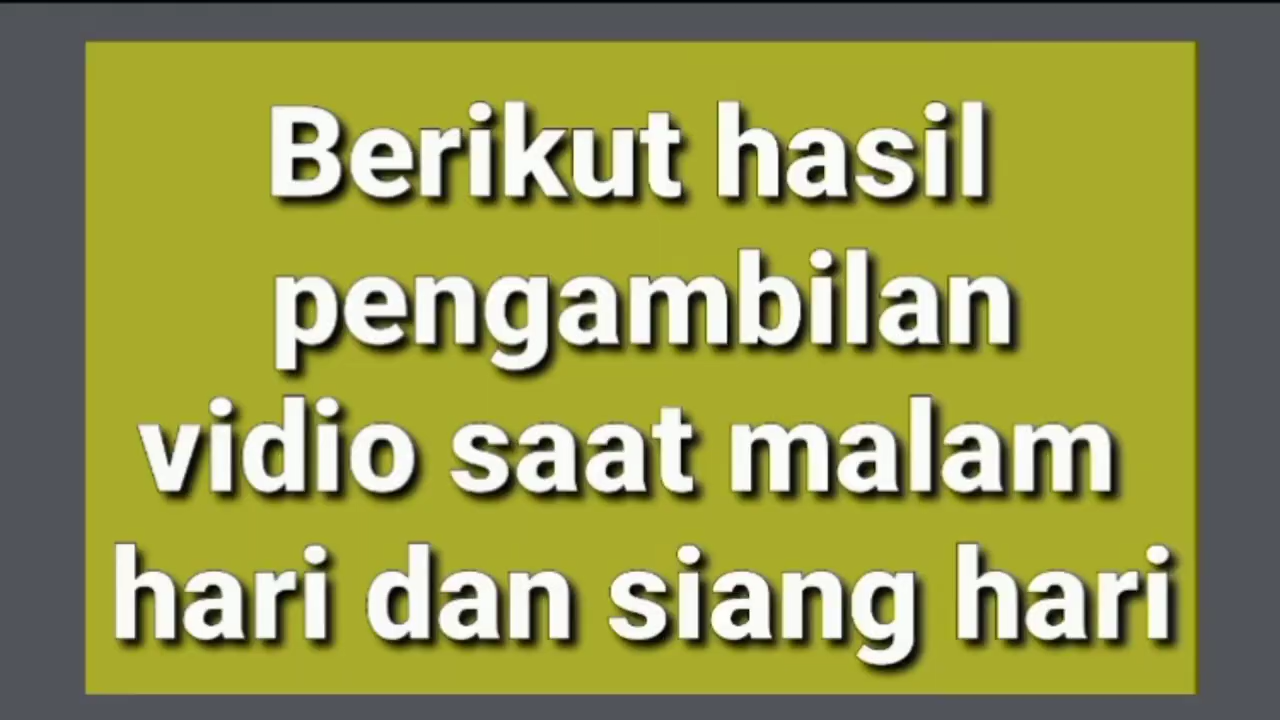 Berikut hasil
pengambilan
vidio saat malam
hari dan siang hari